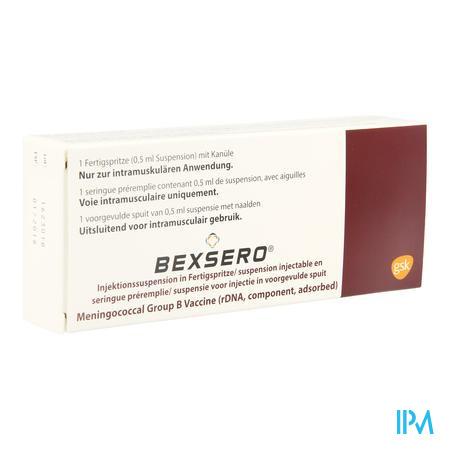 1 Fertigspritze (0,5 ml Suspension) mit Kanüle
Nur zur intramuskulären Anwendung.
1 seringue préremplie contenant 0,5 ml de suspension, avec aiguilles
Voie intramusculaire uniquement.
1 voorgevulde spuit van 0,5 ml suspensie met naalden
Uitsluitend voor intramusculair gebruik.
BEXSERO®
Injektionssuspension in Fertigspritze/ suspension injectable en
seringue préremplie/ suspensie voor injectie in voorgevulde spuit
Meningococcal Group B Vaccine (rDNA, component, adsorbed)
gsk
IPM